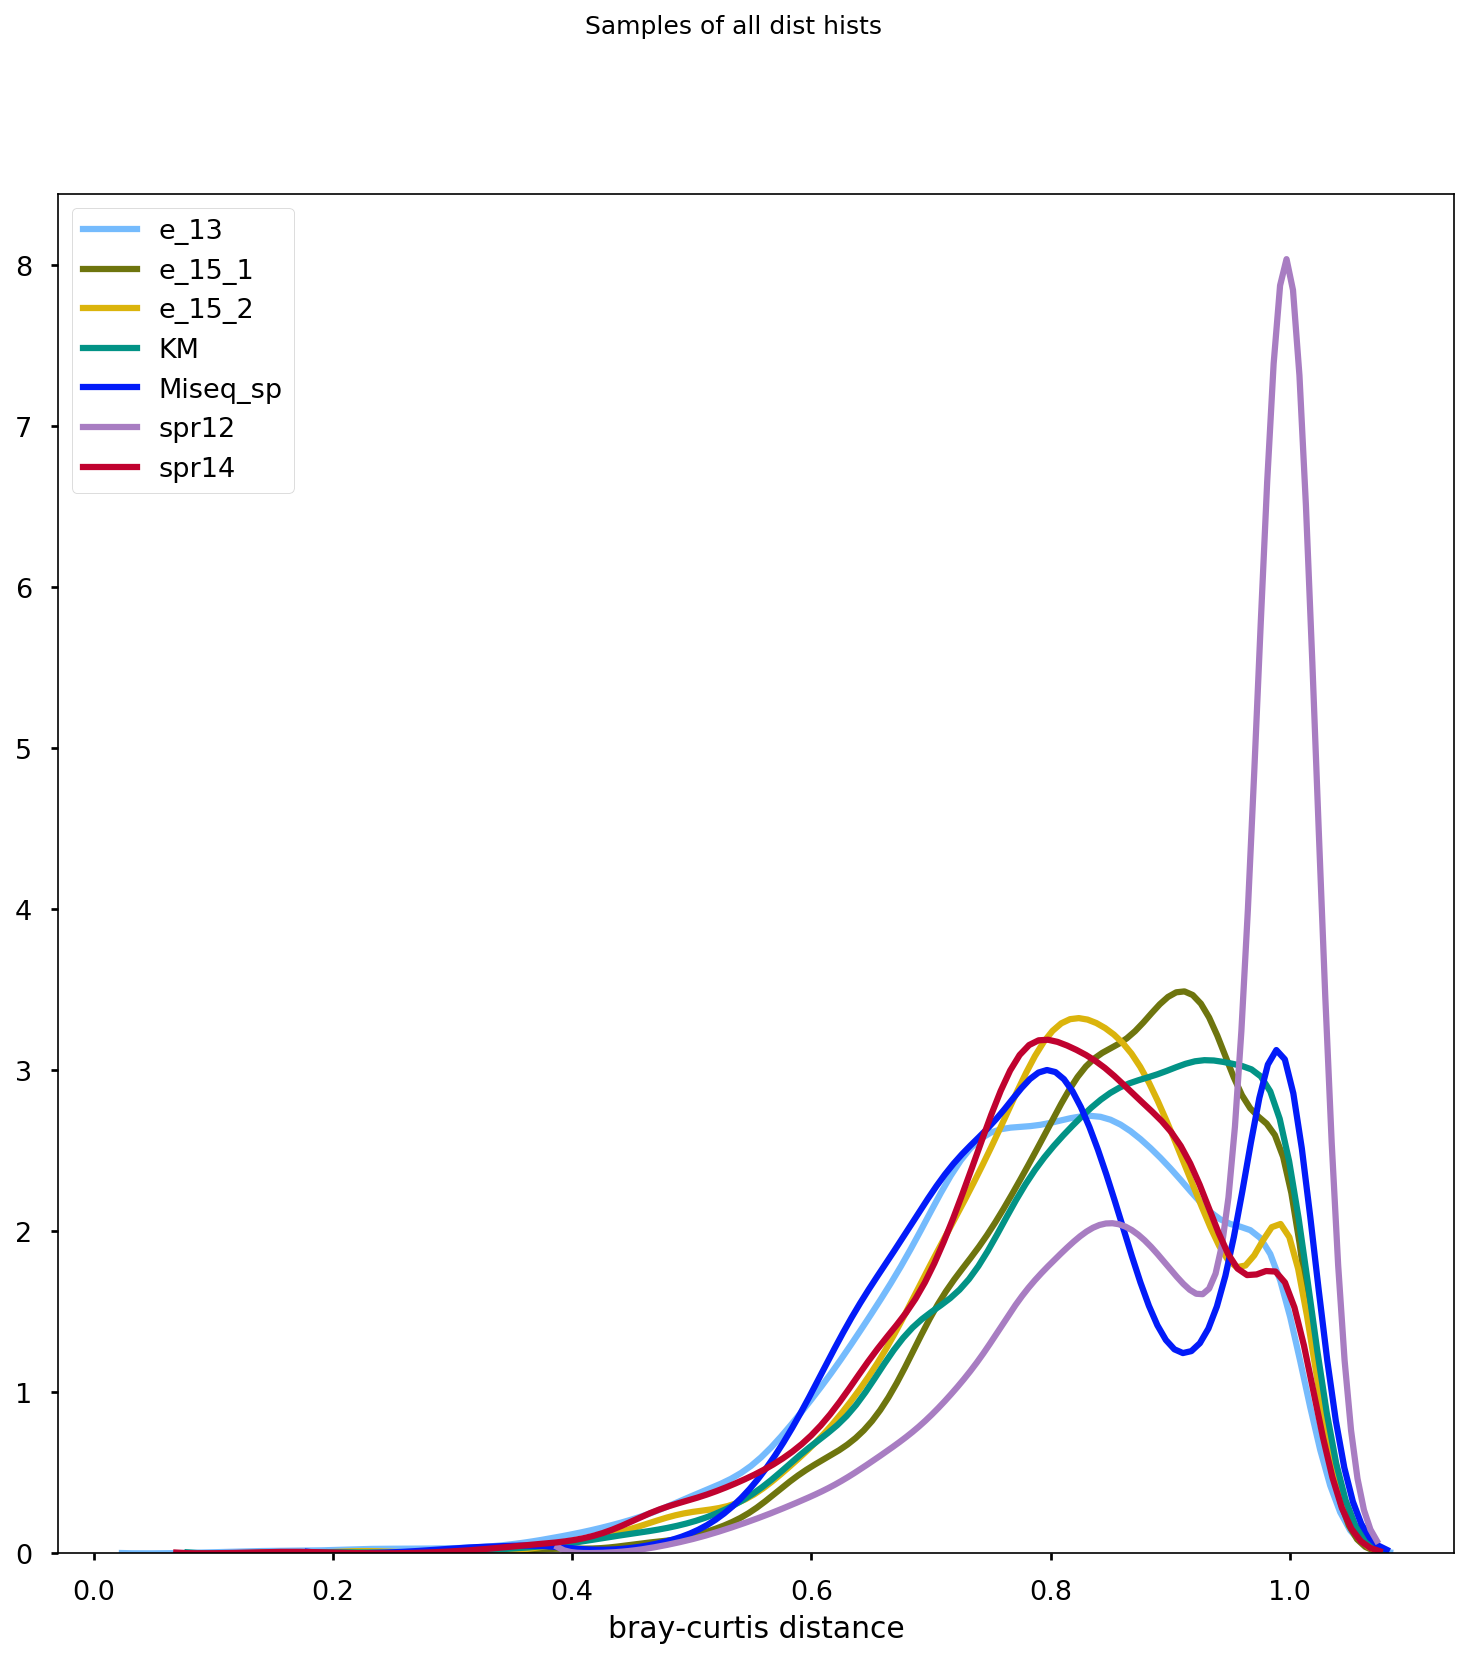 Samples of all dist hists
e_13
e_15_1
e_15_2
KM
Miseq_sp
spr12
spr14
8
7
6
5
4
3
2
1
0
0.0 0.2 0.4 0.6 0.8 1.0
bray-curtis distance